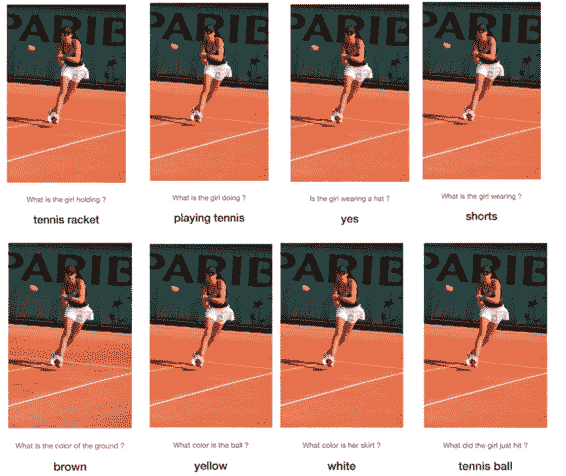 PARIB PARIB PARIB PARIB
What is the girl holding ?
tennis racket
What is the girl doing ?
playing tennis
Is the girl wearing a hat ?
yes
What is the girl wearing ?
shorts
PARIB PARIB PARIB PARIB
What is the color of the ground ?
brown
What color is the ball ?
yellow
What color is her skirt ?
white
What did the girl just hit ?
tennis ball